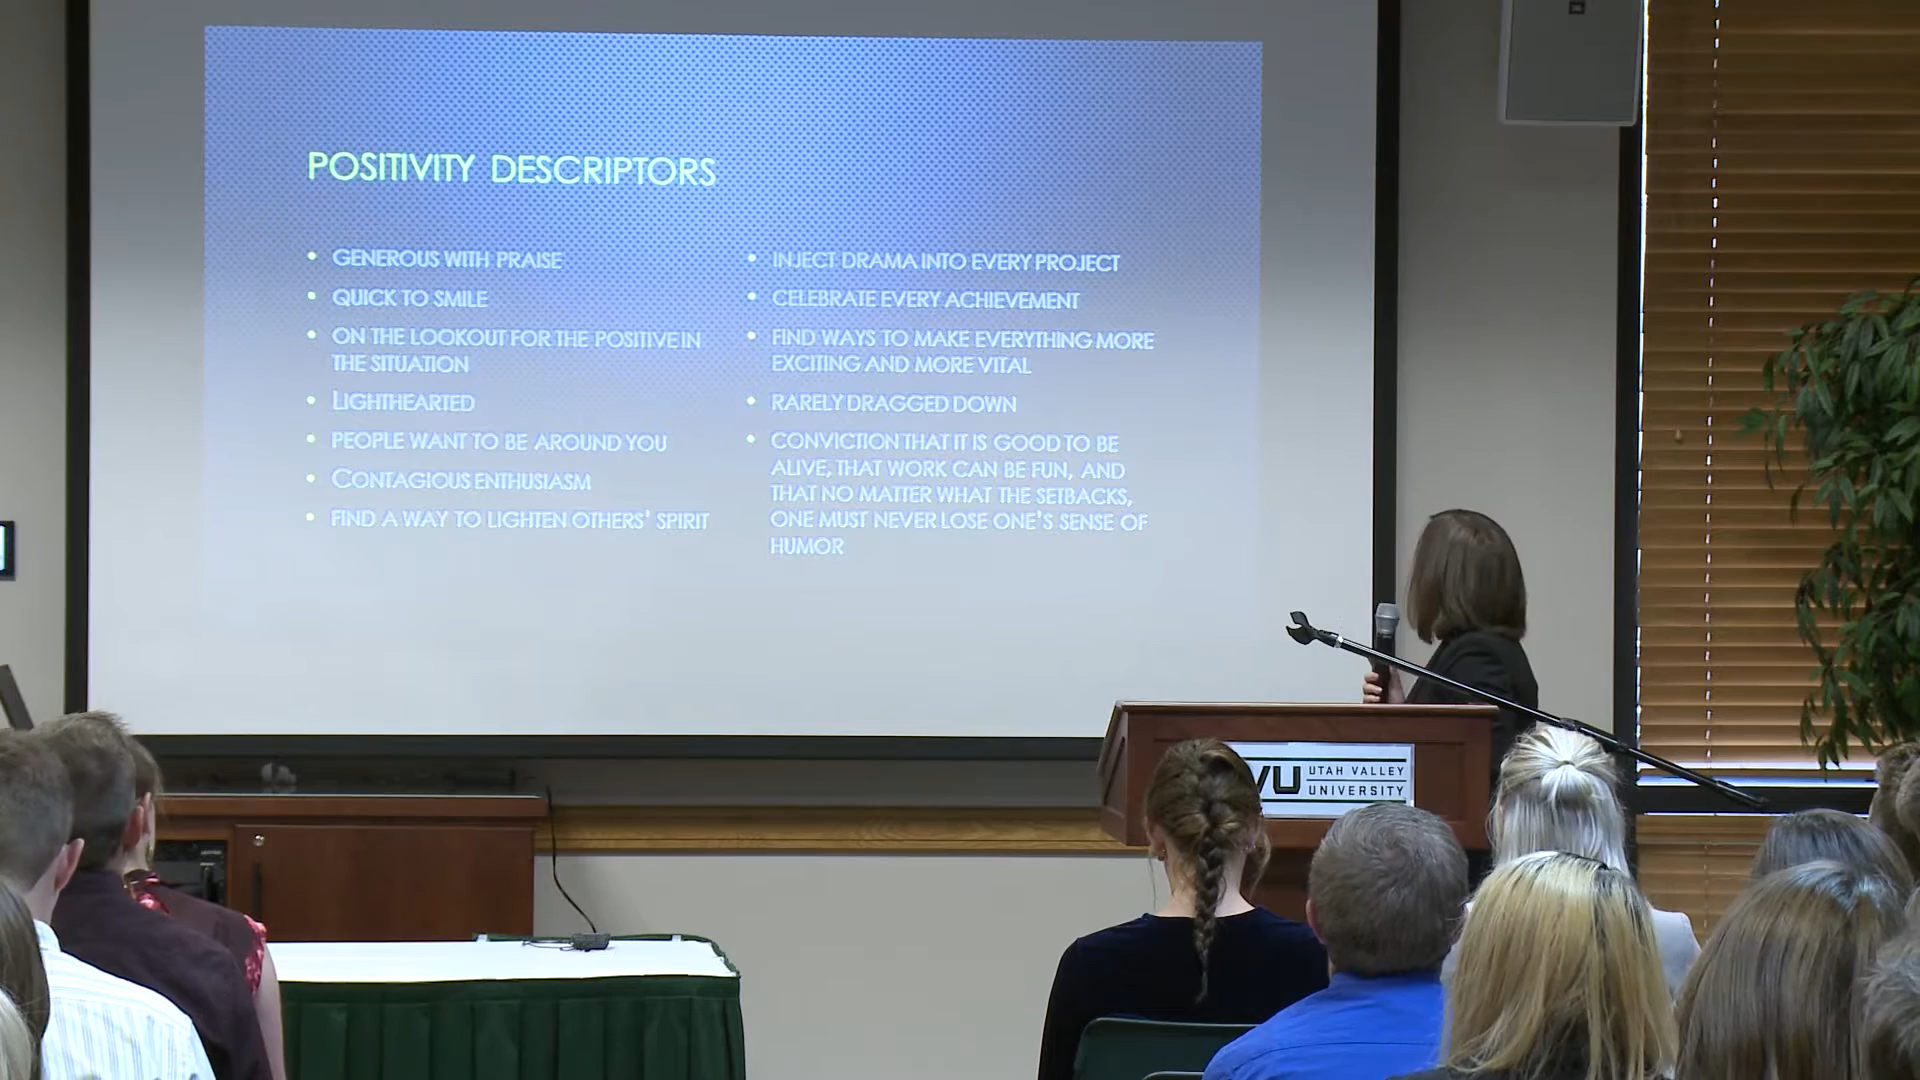 POSITIVITY DESCRIPTORS
• GENEROUS WITH PRAISE
• QUICK TO SMILE
• ON THE LOOKOUT FOR THE POSITIVE IN
THE SITUATION
• LIGHTHEARTED
• PEOPLE WANT TO BE AROUND YOU
• CONTAGIOUS ENTHUSIASM
• FIND A WAY TO LIGHTEN OTHERS' SPIRIT
• INJECT DRAMA INTO EVERY PROJECT
• CELEBRATE EVERY ACHIEVEMENT
• FIND WAYS TO MAKE EVERYTHING MORE
EXCITING AND MORE VITAL
• RARELY DRAGGED DOWN
• CONVICTION THAT IT IS GOOD TO BE
ALIVE, THAT WORK CAN BE FUN, AND
THAT NO MATTER WHAT THE SETBACKS,
ONE MUST NEVER LOSE ONE'S SENSE OF
HUMOR
VU
UTAH VALLEY
UNIVERSITY